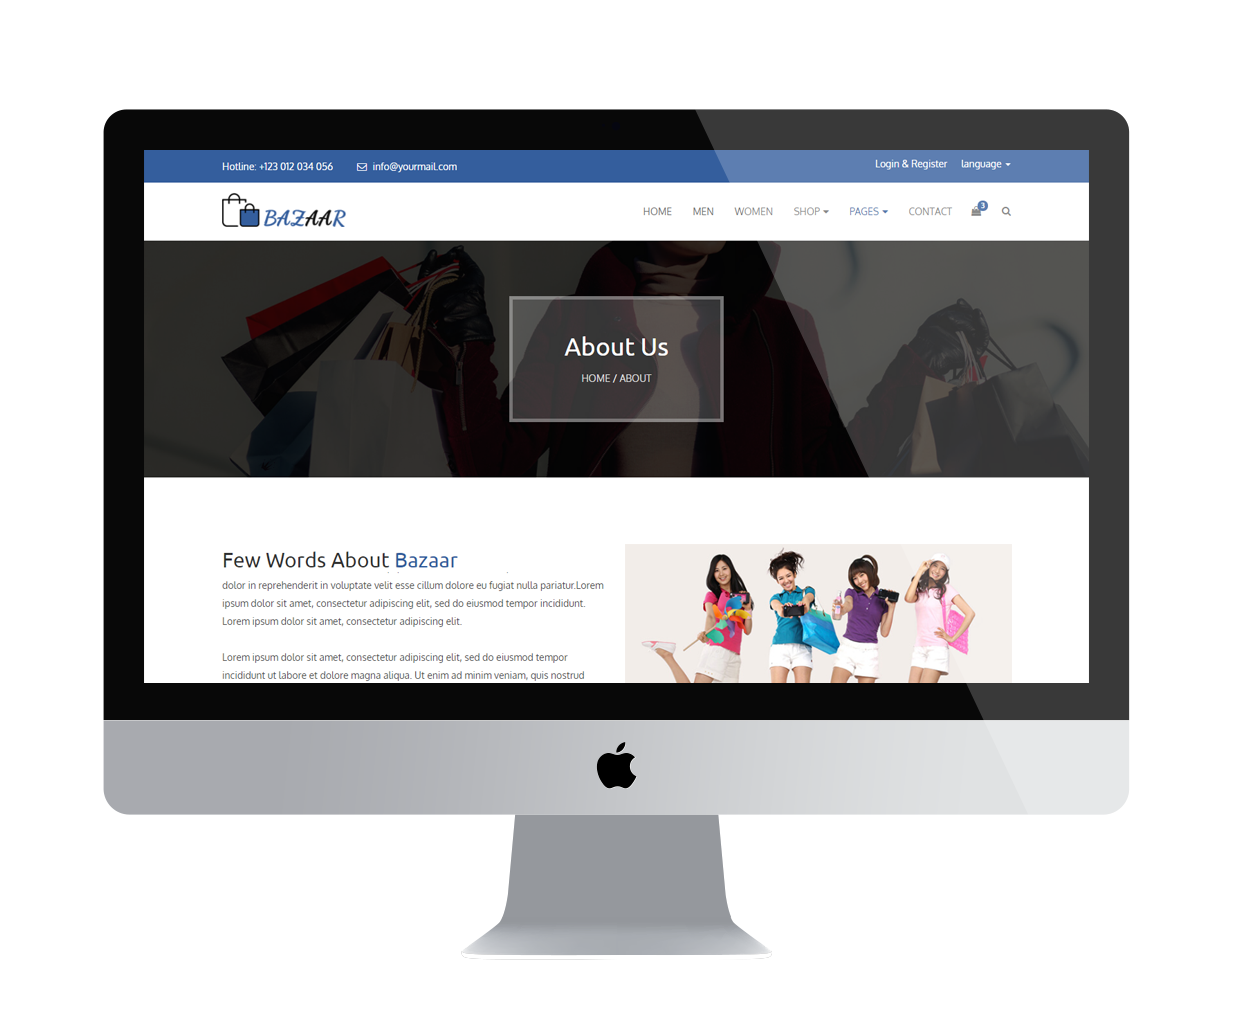 Hotline: +123 012 034 056 info@yourmail.com Login & Register language
BAZAAR HOME MEN WOMEN SHOP PAGES CONTACT 3
About Us
HOME / ABOUT
Few Words About Bazaar
dolor in reprehenderit in voluptate velit esse cillum dolore eu fugiat nulla pariatur.Lorem
ipsum dolor sit amet, consectetur adipiscing elit, sed do eiusmod tempor incididunt.
Lorem ipsum dolor sit amet, consectetur adipiscing elit.
Lorem ipsum dolor sit amet, consectetur adipiscing elit, sed do eiusmod tempor
incididunt ut labore et dolore magna aliqua. Ut enim ad minim veniam, quis nostrud